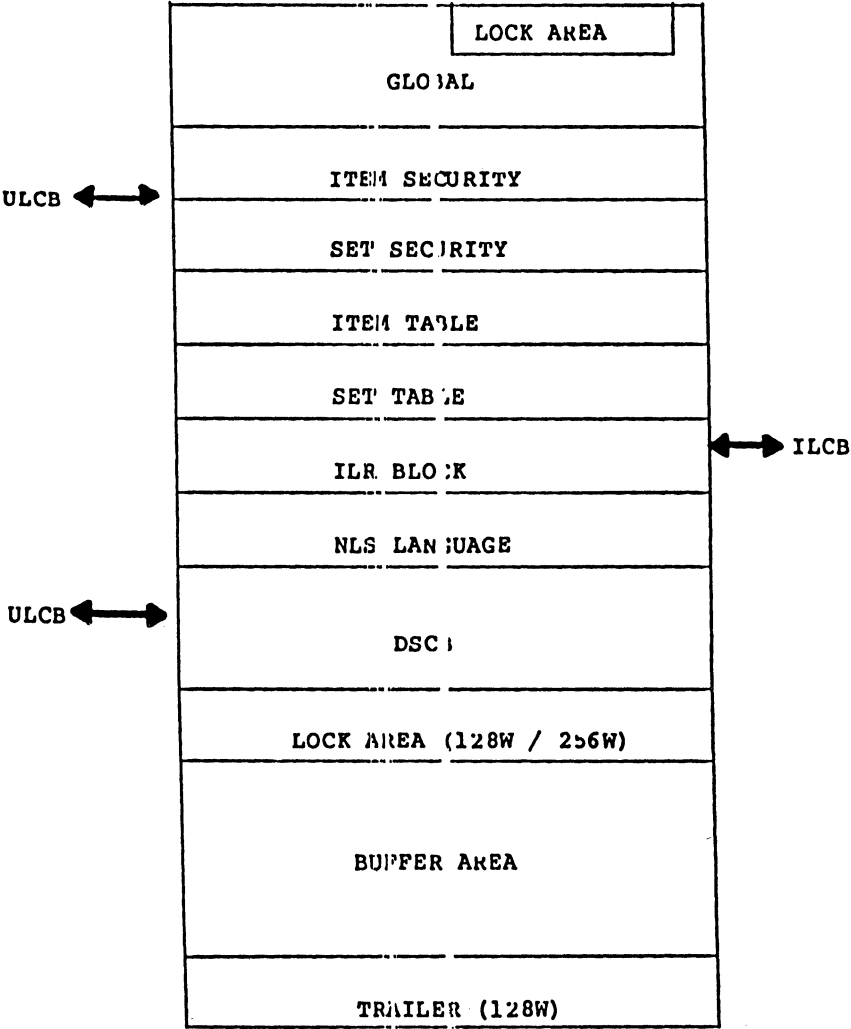 LOCK AREA
GLOBAL
ITEM SECURITY
ULCB
SET SECURITY
ITEM TABLE
SET TABLE
ILCB
ILR BLOCK
NLS LANGUAGE
ULCB
DSCB
LOCK AREA (128W / 256W)
BUFFER AREA
TRAILER (128W)